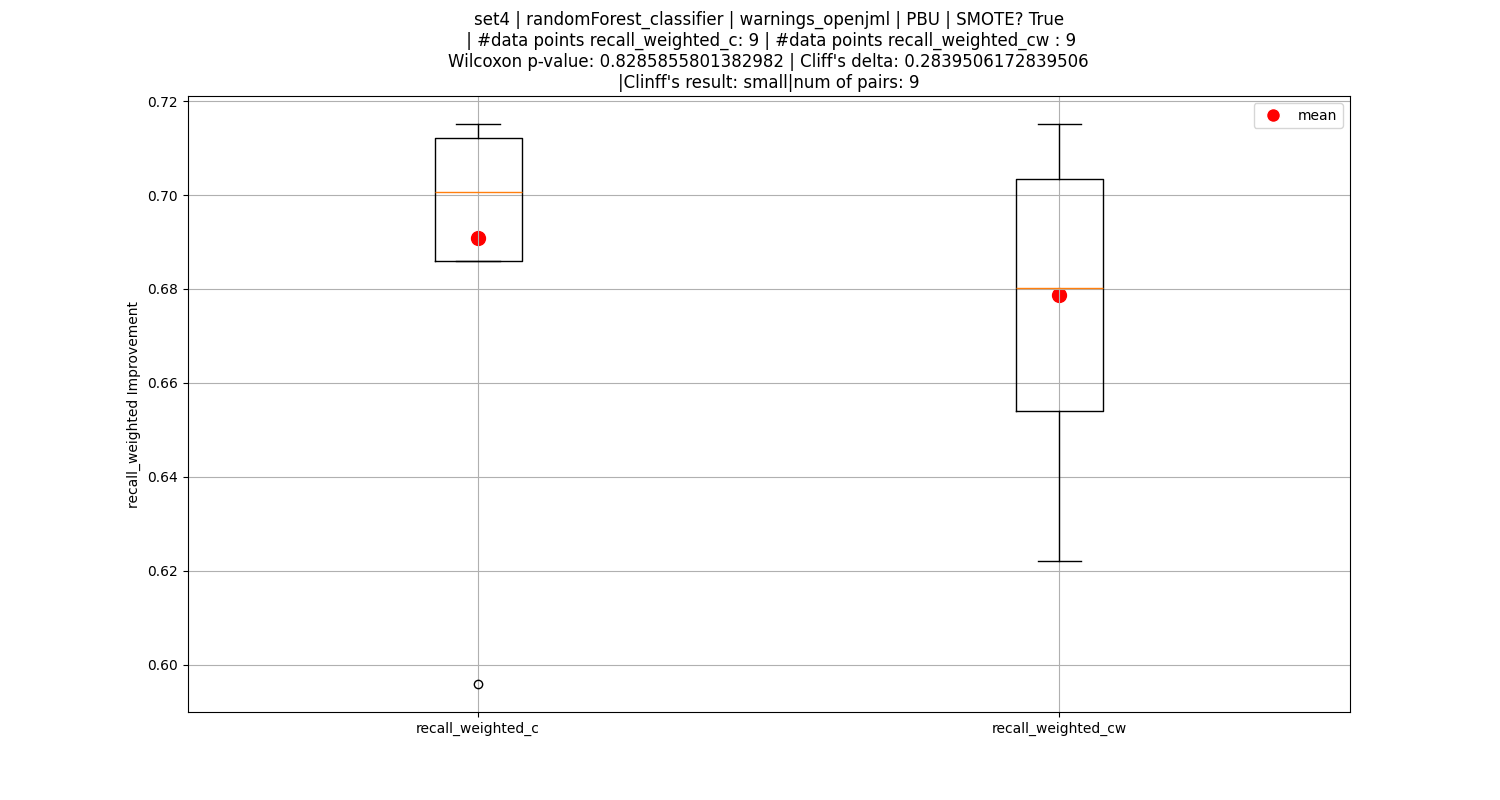 set4 | randomForest_classifier | warnings_openjml | PBU | SMOTE? True
| #data points recall_weighted_c: 9 | #data points recall_weighted_cw : 9
Wilcoxon p-value: 0.8285855801382982 | Cliff's delta: 0.2839506172839506
|Clinff's result: small|num of pairs: 9
mean
0.72
0.70
0.68
0.66
0.64
0.62
0.60
recall_weighted Improvement
recall_weighted_c
recall_weighted_cw